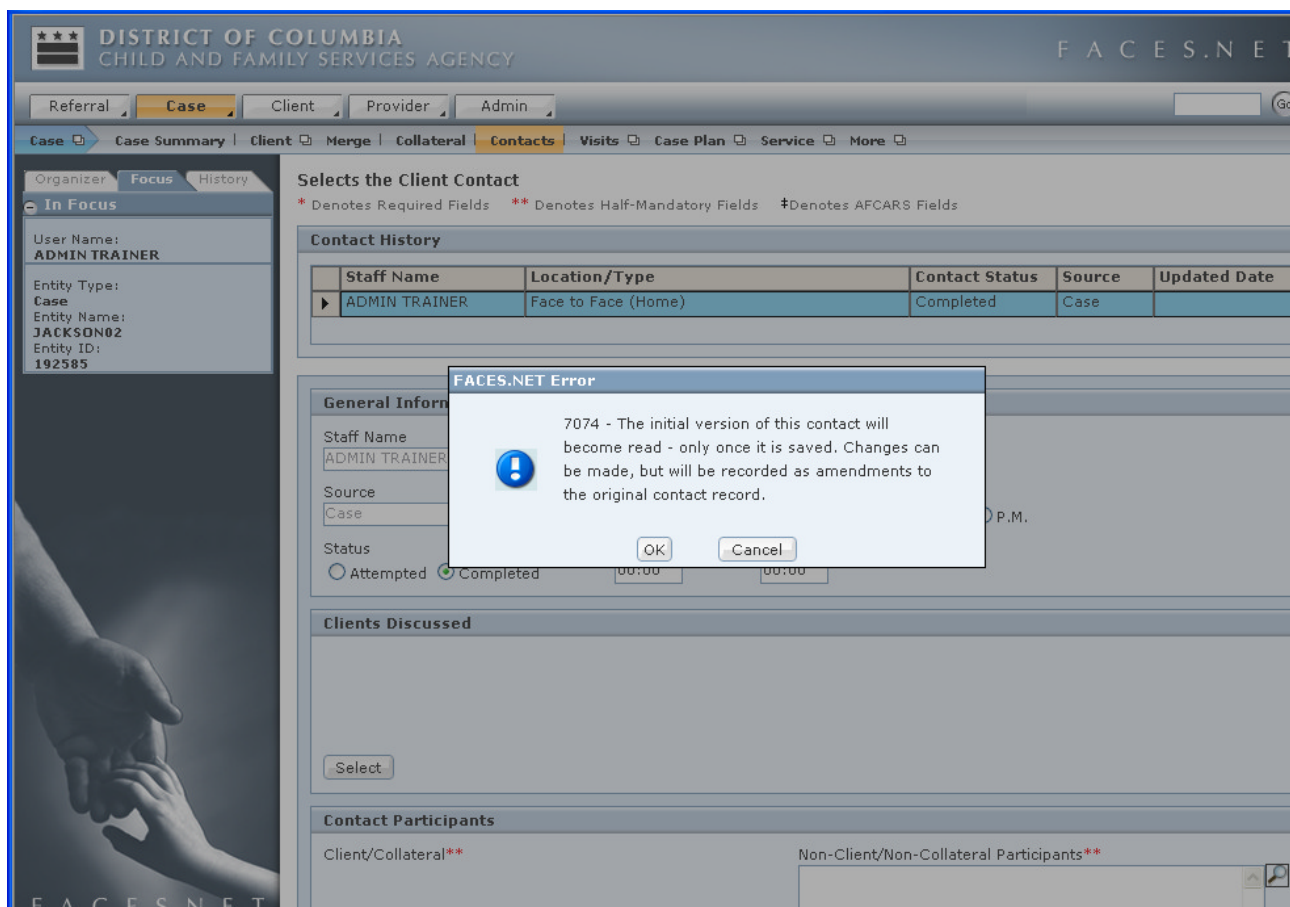 DISTRICT OF COLUMBIA
CHILD AND FAMILY SERVICES AGENCY
FACES.NET
Referral Case Client Provider Admin
Case Case Summary | Client Merge | Collateral | Contacts | Visits Case Plan Service More
Organizer Focus History
In Focus
User Name:
ADMIN TRAINER
Entity Type:
Case
Entity Name:
JACKSON02
Entity ID:
192585
Selects the Client Contact
* Denotes Required Fields ** Denotes Half-Mandatory Fields ‡Denotes AFCARS Fields
Contact History
Staff Name Location/Type Contact Status Source Updated Date
ADMIN TRAINER Face to Face (Home) Completed Case
FACES.NET Error
7074 - The initial version of this contact will
become read - only once it is saved. Changes can
be made, but will be recorded as amendments to
the original contact record.
OK Cancel
General Inform
Staff Name
ADMIN TRAINER
Source
Case
P.M.
Status
Attempted Completed 00:00 00:00
Clients Discussed
Select
Contact Participants
Client/Collateral** Non-Client/Non-Collateral Participants**
FACES.NET